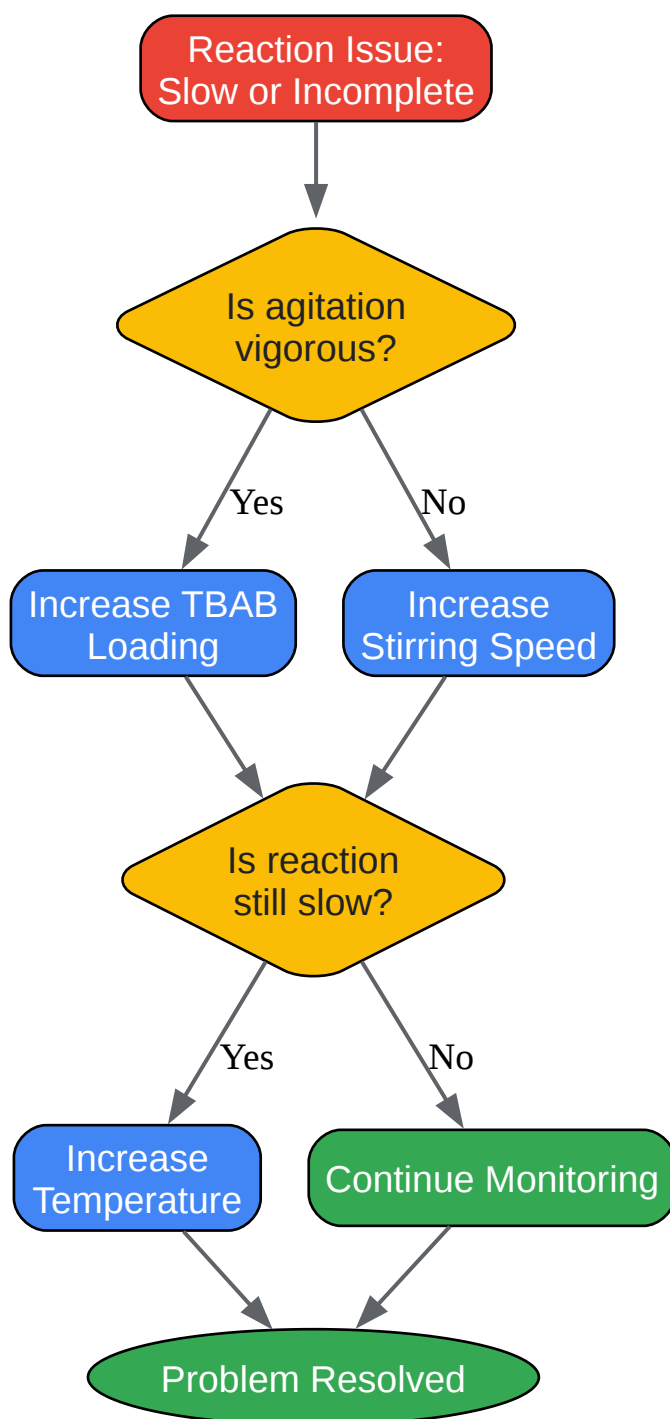 Reaction Issue:
Slow or Incomplete
Is agitation
vigorous?
Yes
No
Increase TBAB
Loading
Increase
Stirring Speed
Is reaction
still slow?
Yes
No
Increase
Temperature
Continue Monitoring
Problem Resolved